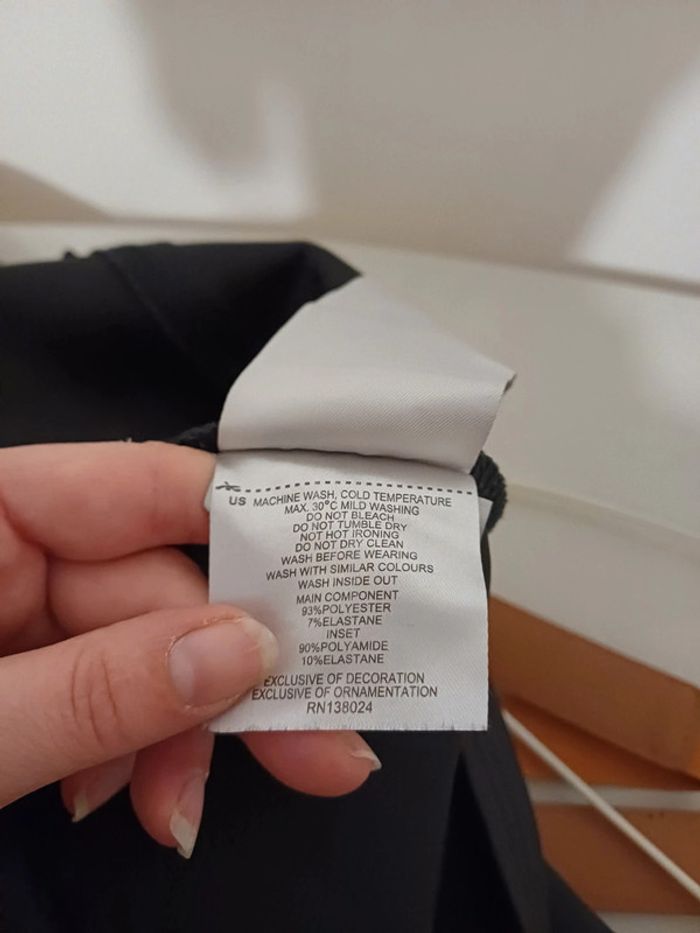 US MACHINE WASH, COLD TEMPERATURE
MAX. 30°C MILD WASHING
DO NOT BLEACH
DO NOT TUMBLE DRY
NOT HOT IRONING
DO NOT DRY CLEAN
WASH BEFORE WEARING
WASH WITH SIMILAR COLOURS
WASH INSIDE OUT
MAIN COMPONENT
93%POLYESTER
7%ELASTANE
INSET
90%POLYAMIDE
10%ELASTANE
EXCLUSIVE OF DECORATION
EXCLUSIVE OF ORNAMENTATION
RN138024